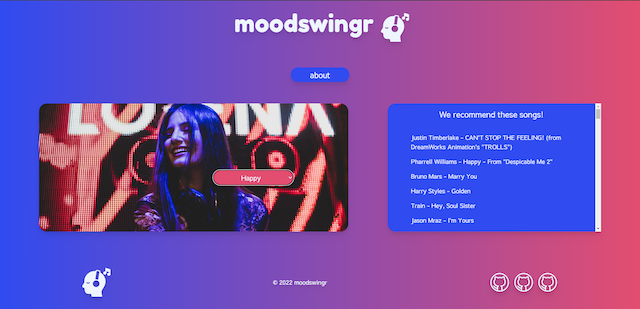 moodswingr
about
Happy
We recommend these songs!
Justin Timberlake – CAN'T STOP THE FEELING! (from
DreamWorks Animation's "TROLLS")
Pharrell Williams – Happy – From "Despicable Me 2"
Bruno Mars – Marry You
Harry Styles – Golden
Train – Hey, Soul Sister
Jason Mraz – I'm Yours
© 2022 moodswingr